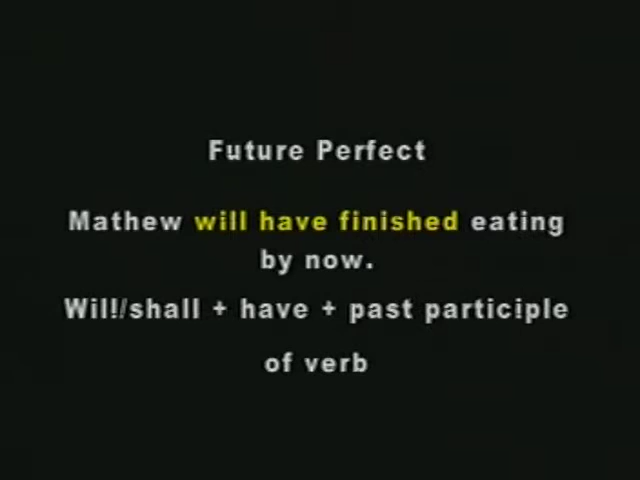 Future Perfect
Mathew will have finished eating
by now.
Will/shall + have + past participle
of verb